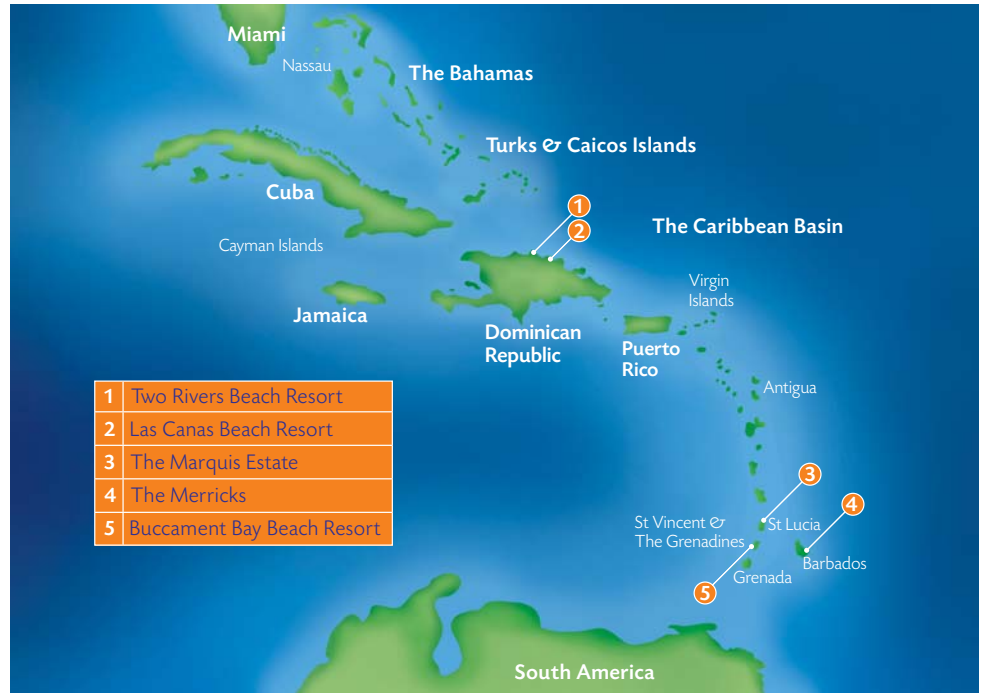 Miami
Nassau
The Bahamas
Turks & Caicos Islands
Cuba
1
2
The Caribbean Basin
Cayman Islands
Virgin
Islands
Jamaica
Dominican
Republic
Puerto
Rico
Antigua
1 Two Rivers Beach Resort
2 Las Canas Beach Resort
3 The Marquis Estate
4 The Merricks
5 Buccament Bay Beach Resort
3
4
St Vincent &
The Grenadines
St Lucia
Barbados
Grenada
5
South America